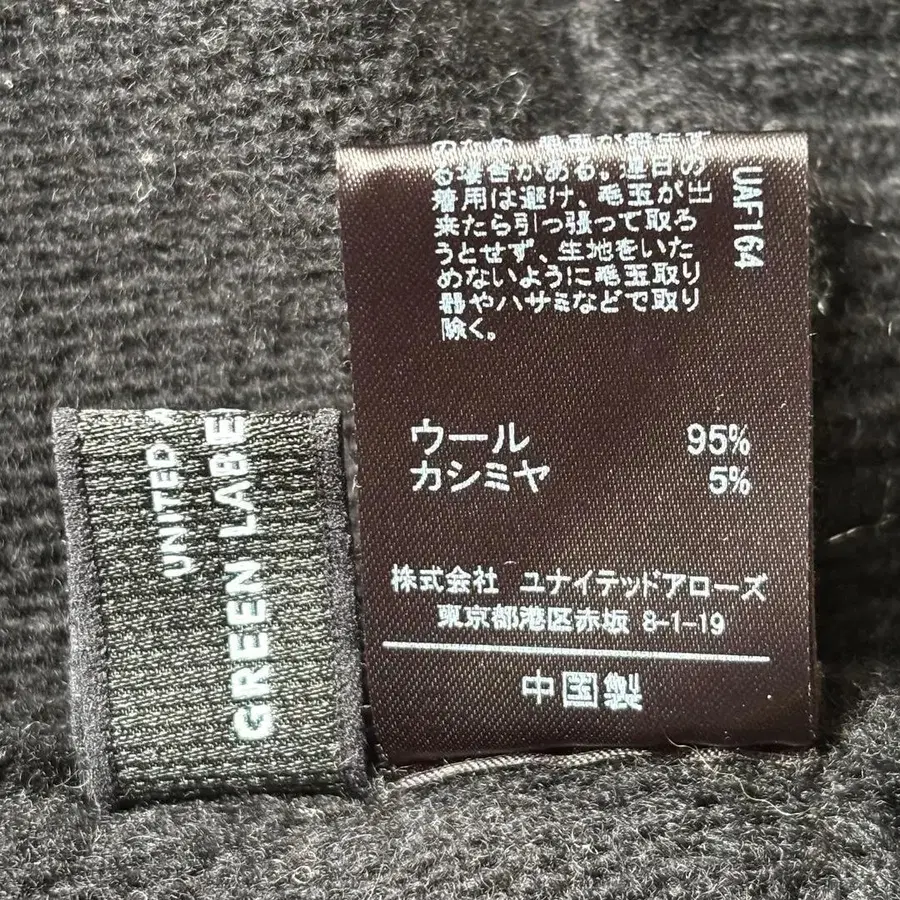 UNITED
GREEN LABE
る場合がある。連日の
着用は避け、毛玉が出
来たら引っ張って取ろ
うとせず、生地をいた
めないように毛玉取り
器やハサミなどで取り
除く。
UAF164
ウール 95%
カシミヤ 5%
株式会社 ユナイテッドアローズ
東京都港区赤坂 8-1-19
中国製